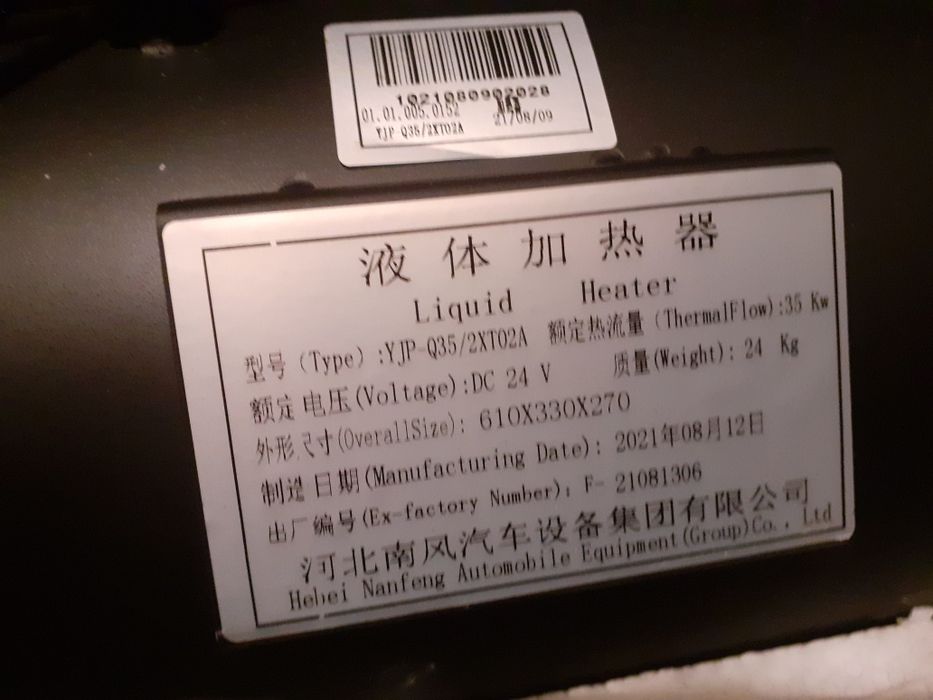 1021080902028
01.01.005.0152 21/08/09
YJP-Q35/2XT02A
液体加热器
Liquid Heater
型号（Type）:YJP-Q35/2XT02A 额定热流量（ThermalFlow):35 Kw
额定电压(Voltage):DC 24 V 质量(Weight): 24 Kg
外形尺寸(OverallSize): 610X330X270
制造日期(Manufacturing Date): 2021年08月12日
出厂编号(Ex-factory Number): F- 21081306
河北南风汽车设备集团有限公司
Hebei Nanfeng Automobile Equipment(Group)Co., Ltd